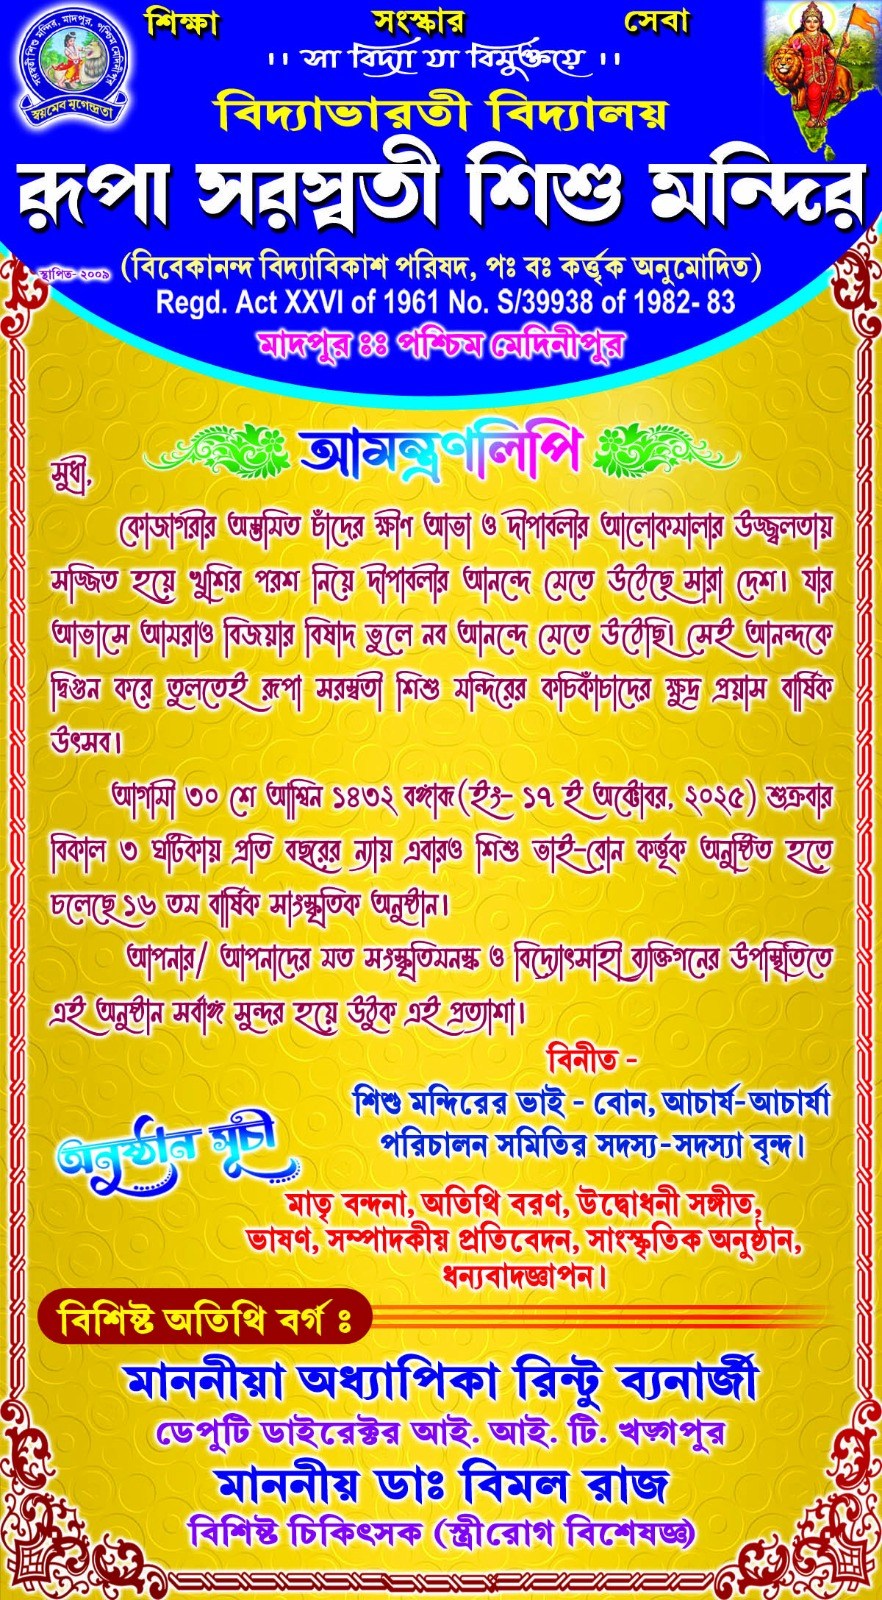 শিক্ষা সংস্কার সেবা
।। সা বিদ্যা যা বিমুক্তয়ে ।।
সরস্বতী শিশু মন্দির, মাদপুর, পশ্চিম মেদিনীপুর
স্বয়মেব মৃগেন্দ্রতা
বিদ্যাভারতী বিদ্যালয়
রূপা সরস্বতী শিশু মন্দির
স্থাপিত- ২০০৯
(বিবেকানন্দ বিদ্যাবিকাশ পরিষদ, পঃ বঃ কর্ত্তৃক অনুমোদিত)
Regd. Act XXVI of 1961 No. S/39938 of 1982- 83
মাদপুর ঃঃ পশ্চিম মেদিনীপুর
আমন্ত্রণলিপি
সুধী,
কোজাগরীর অস্তমিত চাঁদের ক্ষীণ আভা ও দীপাবলীর আলোকমালার উজ্জ্বলতায়
সজ্জিত হয়ে খুশির পরশ নিয়ে দীপাবলীর আনন্দে মেতে উঠেছে সারা দেশ। যার
আভাসে আমরাও বিজয়ার বিষাদ ভুলে নব আনন্দে মেতে উঠেছি। সেই আনন্দকে
দ্বিগুন করে তুলতেই রূপা সরস্বতী শিশু মন্দিরের কচিকাঁচাদের ক্ষুদ্র প্রয়াস বার্ষিক
উৎসব।
আগামী ৩০ শে আশ্বিন ১৪৩২ বঙ্গাব্দ (ইং- ১৭ ই অক্টোবর, ২০২৫) শুক্রবার
বিকাল ৩ ঘটিকায় প্রতি বছরের ন্যায় এবারও শিশু ভাই-বোন কর্ত্তৃক অনুষ্ঠিত হতে
চলেছে ১৬ তম বার্ষিক সাংস্কৃতিক অনুষ্ঠান।
আপনার/ আপনাদের মত সংস্কৃতিমনস্ক ও বিদ্যোৎসাহী ব্যক্তিগনের উপস্থিতিতে
এই অনুষ্ঠান সর্বাঙ্গ সুন্দর হয়ে উঠুক এই প্রত্যাশা।
বিনীত -
শিশু মন্দিরের ভাই - বোন, আচার্য-আচার্যা
পরিচালন সমিতির সদস্য-সদস্যা বৃন্দ।
অনুষ্ঠান সূচী
মাতৃ বন্দনা, অতিথি বরণ, উদ্বোধনী সঙ্গীত,
ভাষণ, সম্পাদকীয় প্রতিবেদন, সাংস্কৃতিক অনুষ্ঠান,
ধন্যবাদজ্ঞাপন।
বিশিষ্ট অতিথি বর্গ ঃ
মাননীয়া অধ্যাপিকা রিন্টু ব্যনার্জী
ডেপুটি ডাইরেক্টর আই. আই. টি. খড়্গপুর
মাননীয় ডাঃ বিমল রাজ
বিশিষ্ট চিকিৎসক (স্ত্রীরোগ বিশেষজ্ঞ)